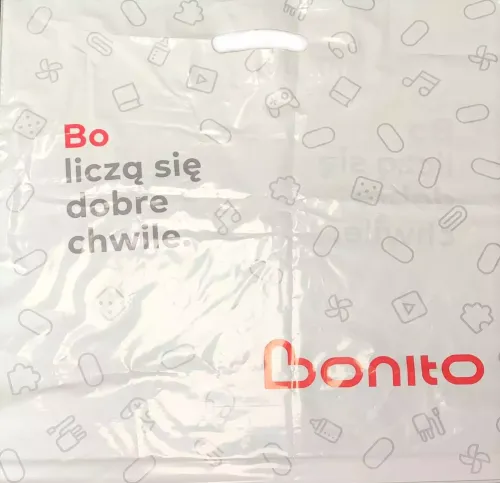 Bo
liczą się
dobre
chwile.
bonito